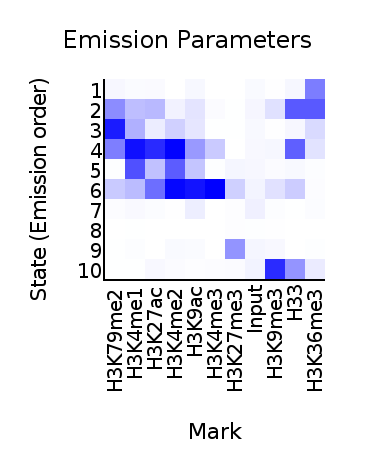 Emission Parameters
State (Emission order)
1
2
3
4
5
6
7
8
9
10
H3K79me2
H3K4me1
H3K27ac
H3K4me2
H3K9ac
H3K4me3
H3K27me3
Input
H3K9me3
H33
H3K36me3
Mark